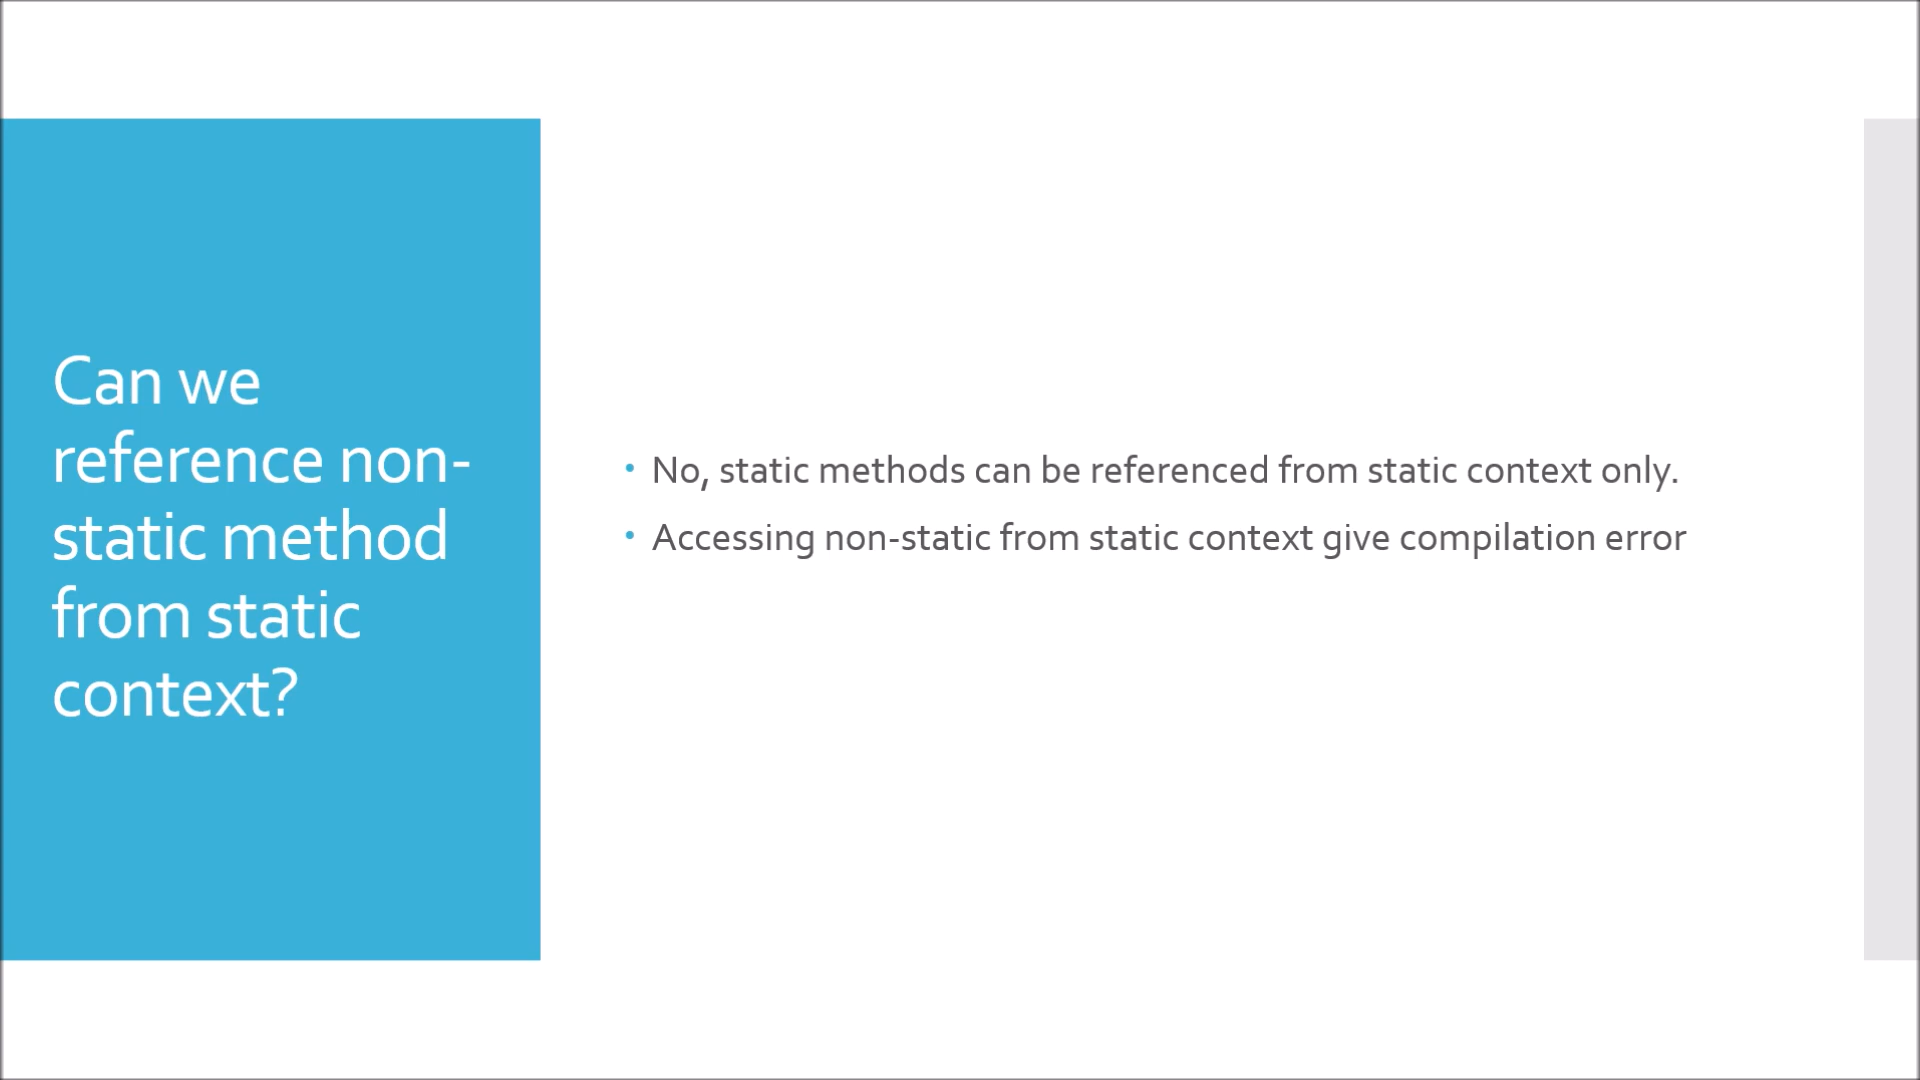 Can we
reference non-
static method
from static
context?
• No, static methods can be referenced from static context only.
• Accessing non-static from static context give compilation error